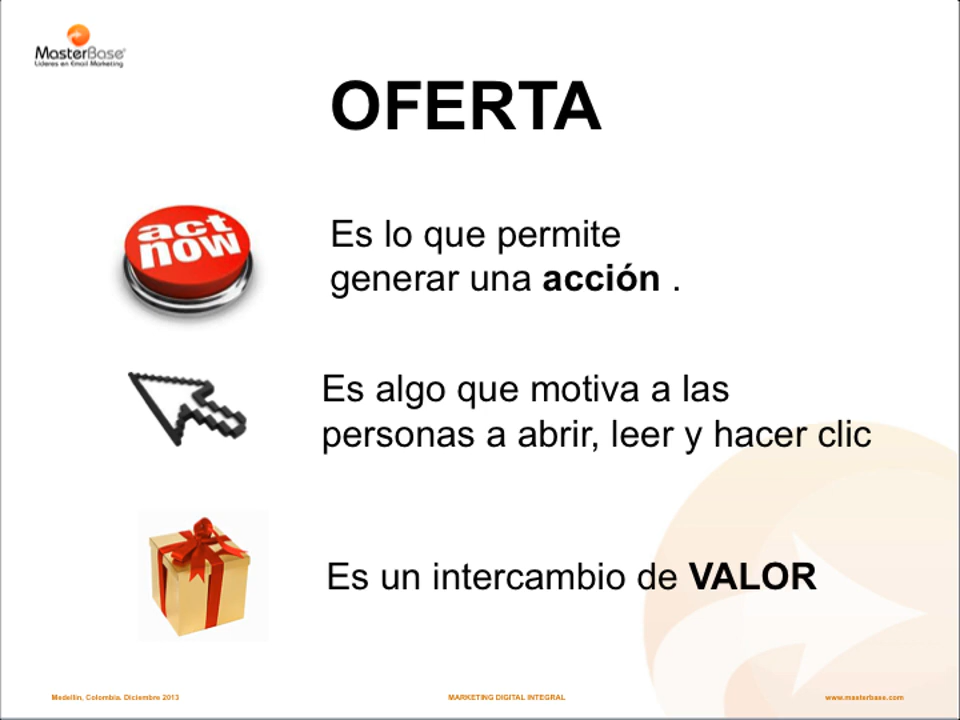 MasterBase
Líderes en Email Marketing
OFERTA
act
now
Es lo que permite
generar una acción .
Es algo que motiva a las
personas a abrir, leer y hacer clic
Es un intercambio de VALOR
Medellín, Colombia. Diciembre 2013
MARKETING DIGITAL INTEGRAL
www.masterbase.com